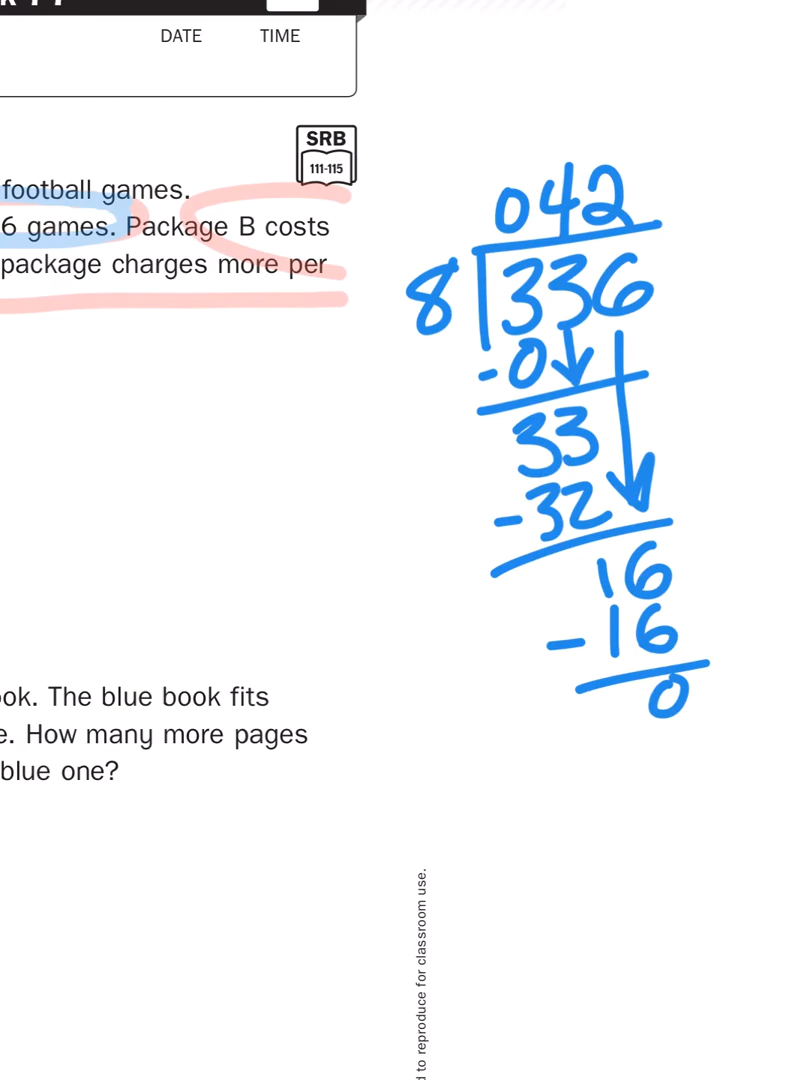 DATE TIME
SRB
111-115
football games.
6 games. Package B costs
package charges more per
042
8 336
-0
33
-32
16
-16
0
ook. The blue book fits
e. How many more pages
blue one?
d to reproduce for classroom use.